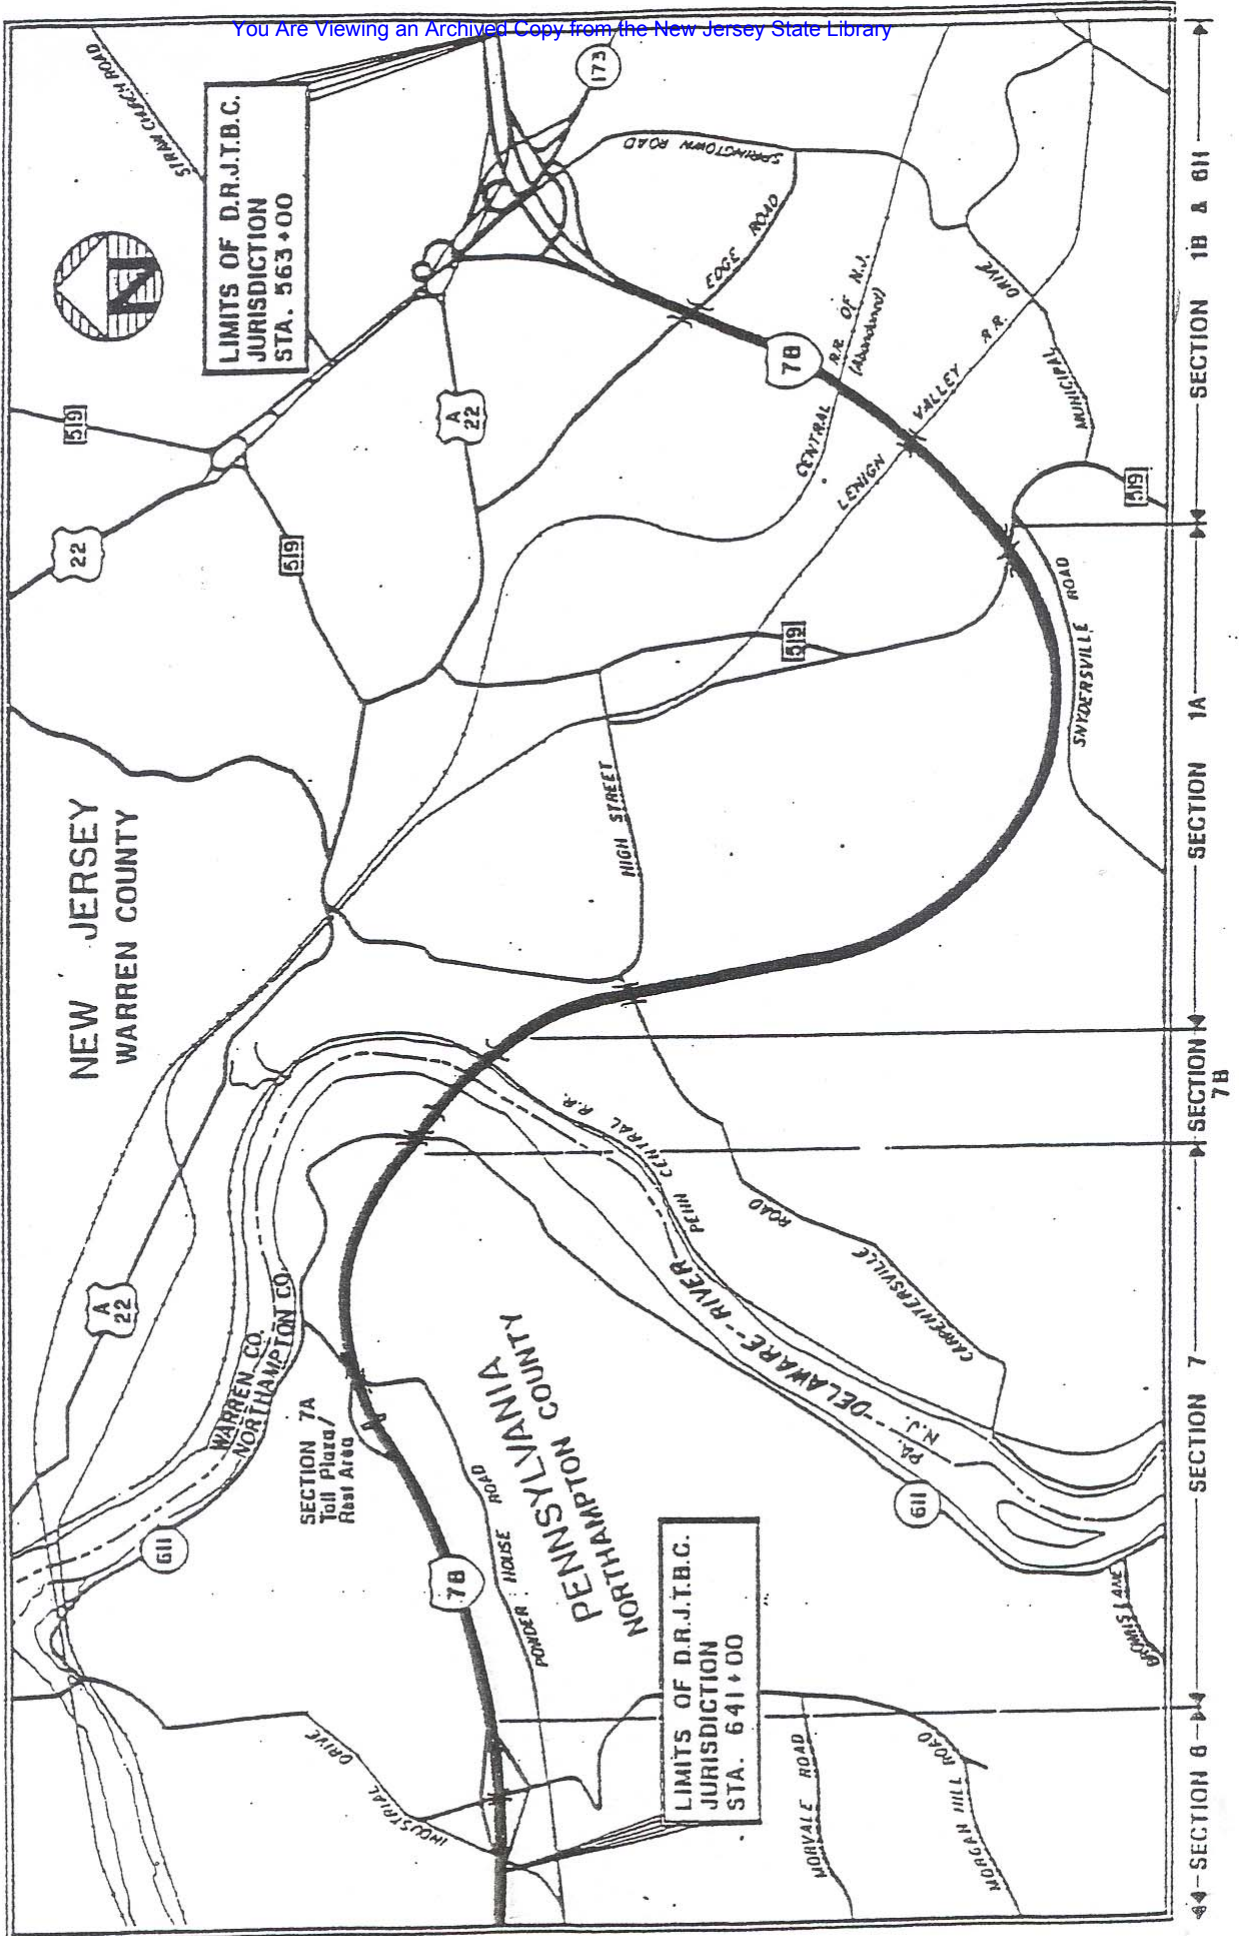 You Are Viewing an Archived Copy from the New Jersey State Library
STRAW CHURCH ROAD
N
LIMITS OF D.R.J.T.B.C.
JURISDICTION
STA. 563+00
173
SPRINGTOWN ROAD
EDGE ROAD
78
CENTRAL R.R. OF N.J.
(Abandoned)
LEHIGH VALLEY R.R.
MUNICIPAL DRIVE
519
519
22
A
22
519
519
SNYDERSVILLE ROAD
HIGH STREET
NEW JERSEY
WARREN COUNTY
A
22
WARREN CO.
NORTHAMPTON CO.
PENN CENTRAL R.R.
CARPENTERSVILLE ROAD
DELAWARE RIVER
PA.
N.J.
611
SECTION 7A
Toll Plaza/
Rest Area
PENNSYLVANIA
NORTHAMPTON COUNTY
POWDER HOUSE ROAD
78
611
LIMITS OF D.R.J.T.B.C.
JURISDICTION
STA. 641+00
INDUSTRIAL DRIVE
MORVALE ROAD
MORGAN HILL ROAD
SECTION 6
SECTION 7
SECTION
7B
SECTION 1A
SECTION 1B & 6H